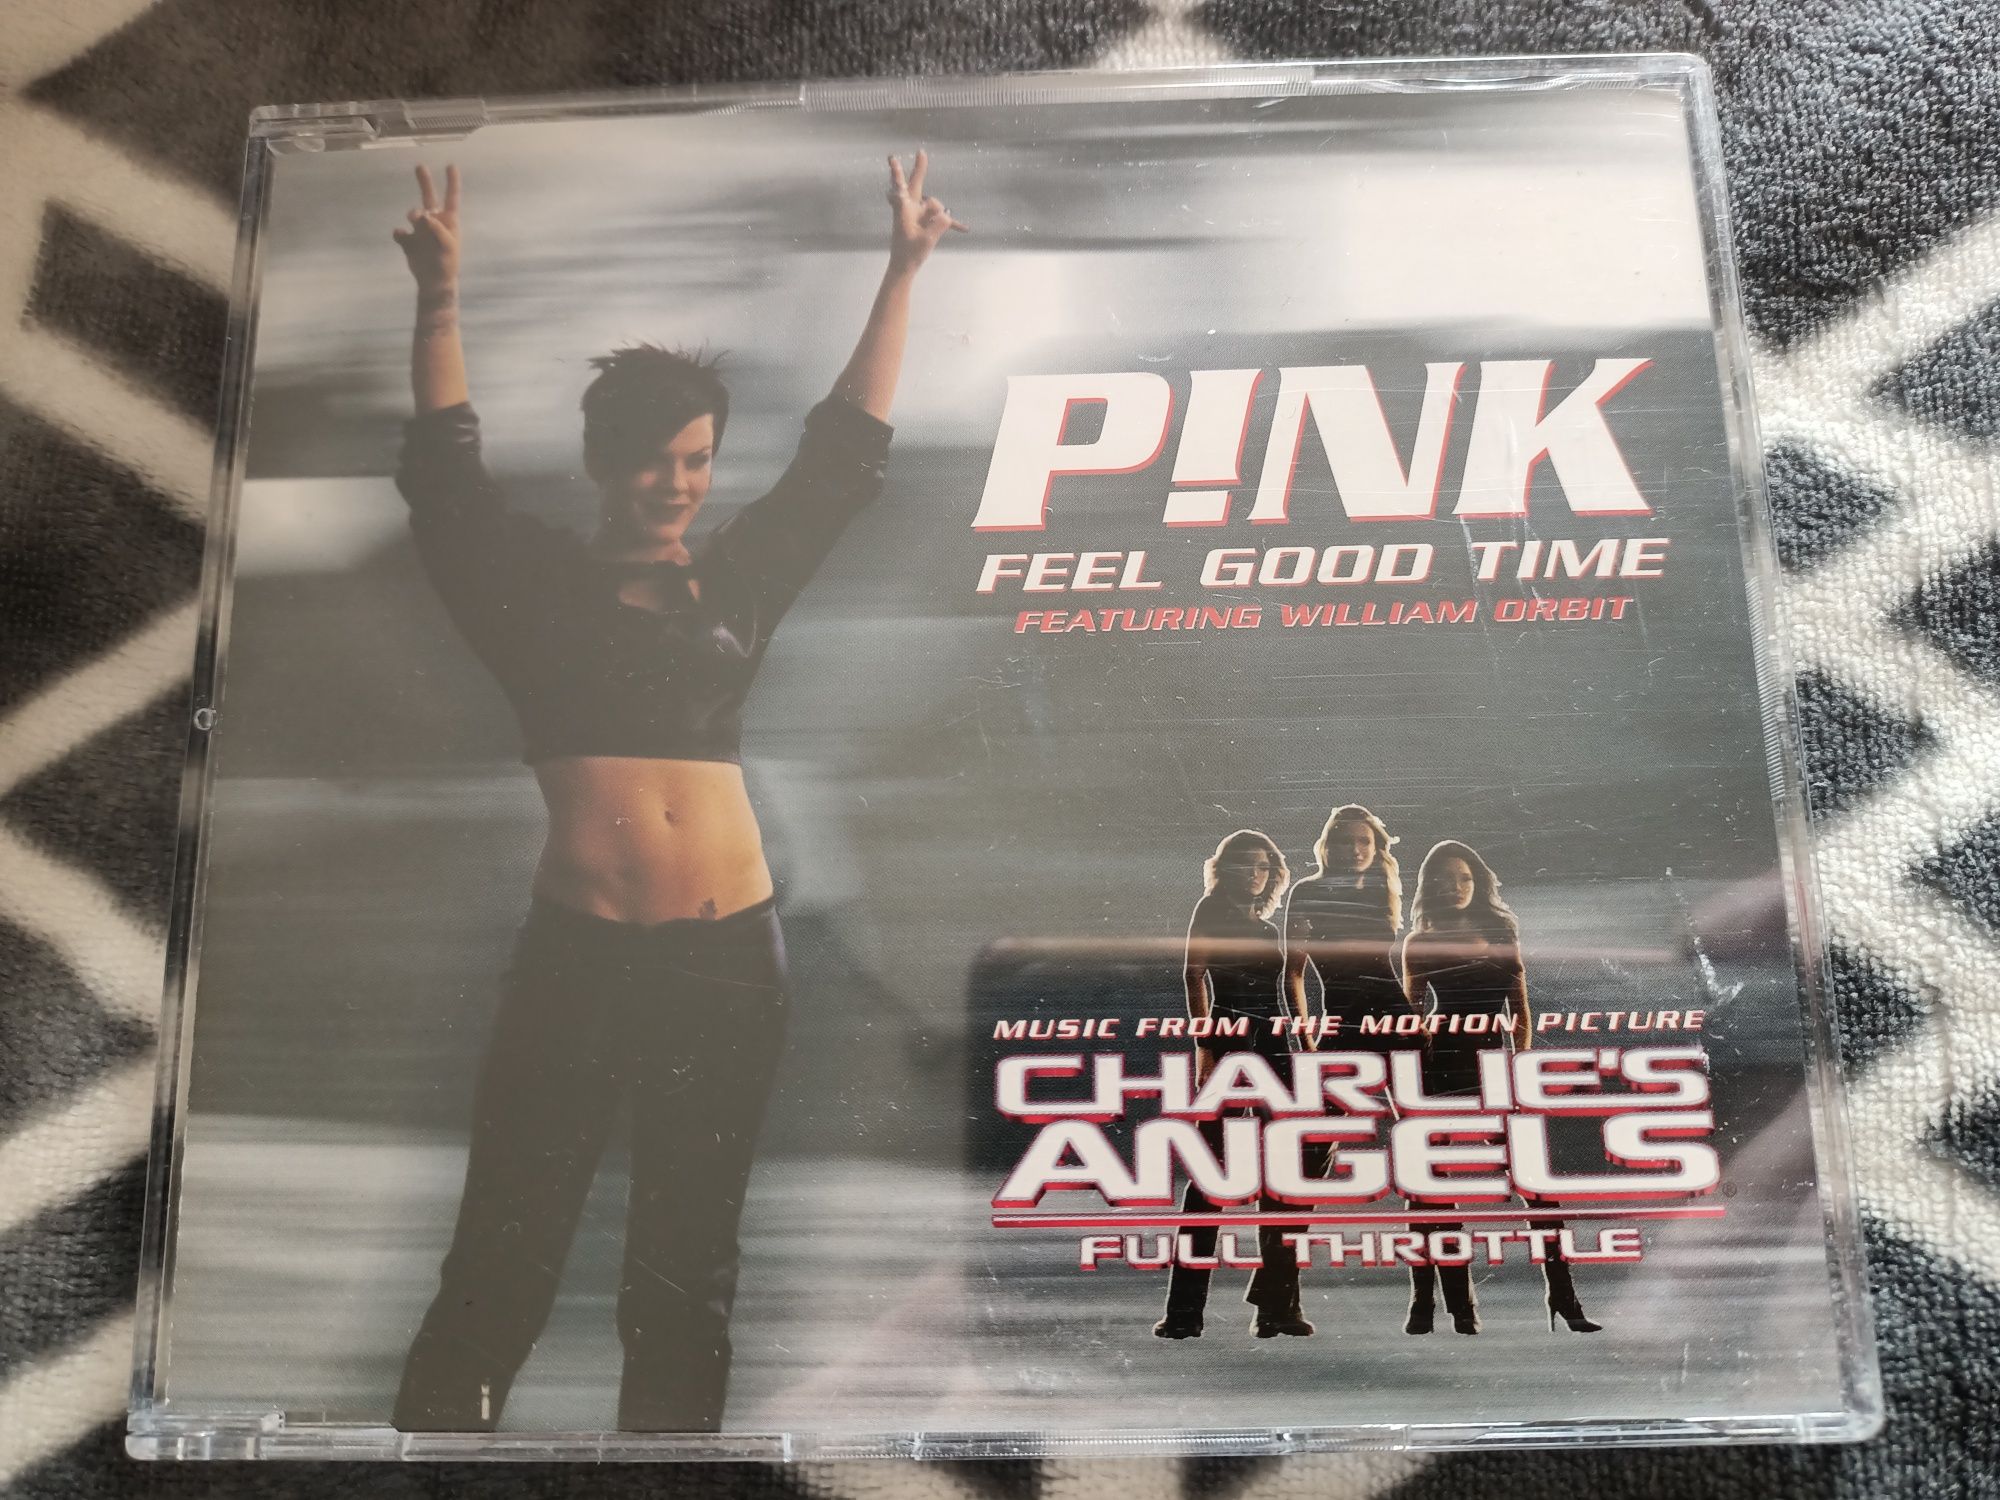 P!NK
FEEL GOOD TIME
FEATURING WILLIAM ORBIT
MUSIC FROM THE MOTION PICTURE
CHARLIE'S
ANGELS®
FULL THROTTLE